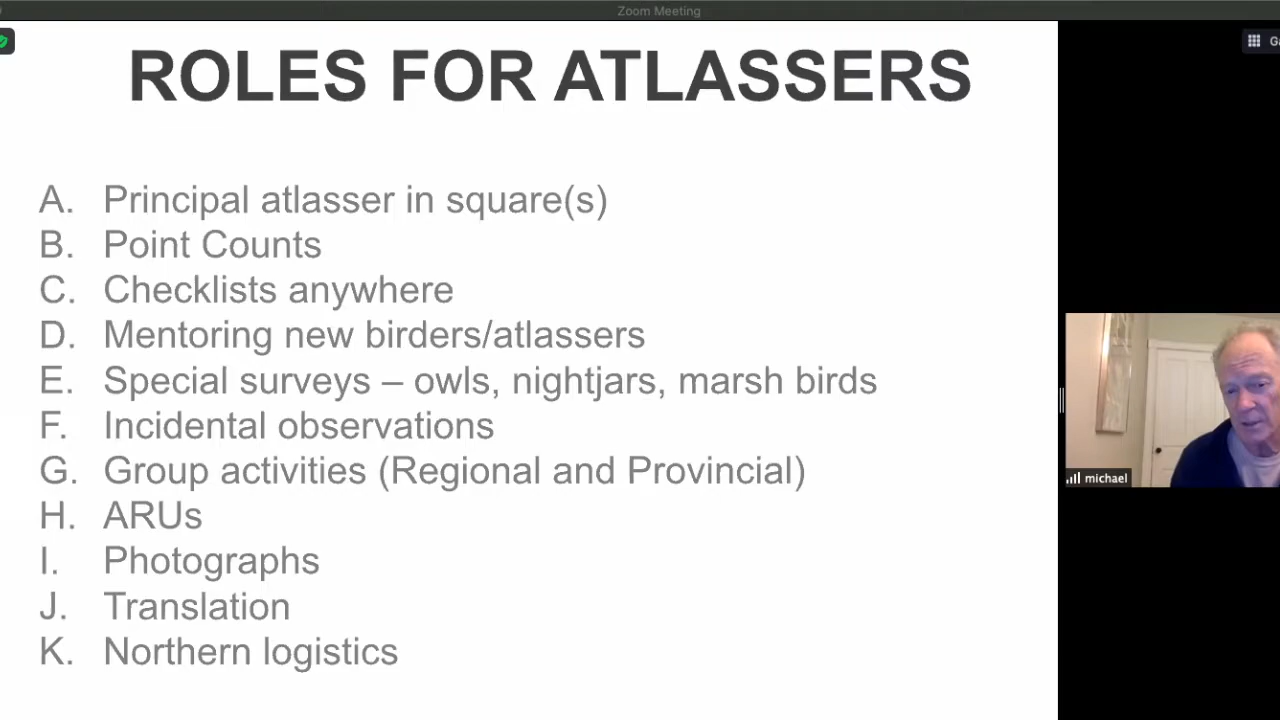 Zoom Meeting
ROLES FOR ATLASSERS
A. Principal atlasser in square(s)
B. Point Counts
C. Checklists anywhere
D. Mentoring new birders/atlassers
E. Special surveys – owls, nightjars, marsh birds
F. Incidental observations
G. Group activities (Regional and Provincial)
H. ARUs
I. Photographs
J. Translation
K. Northern logistics
michael